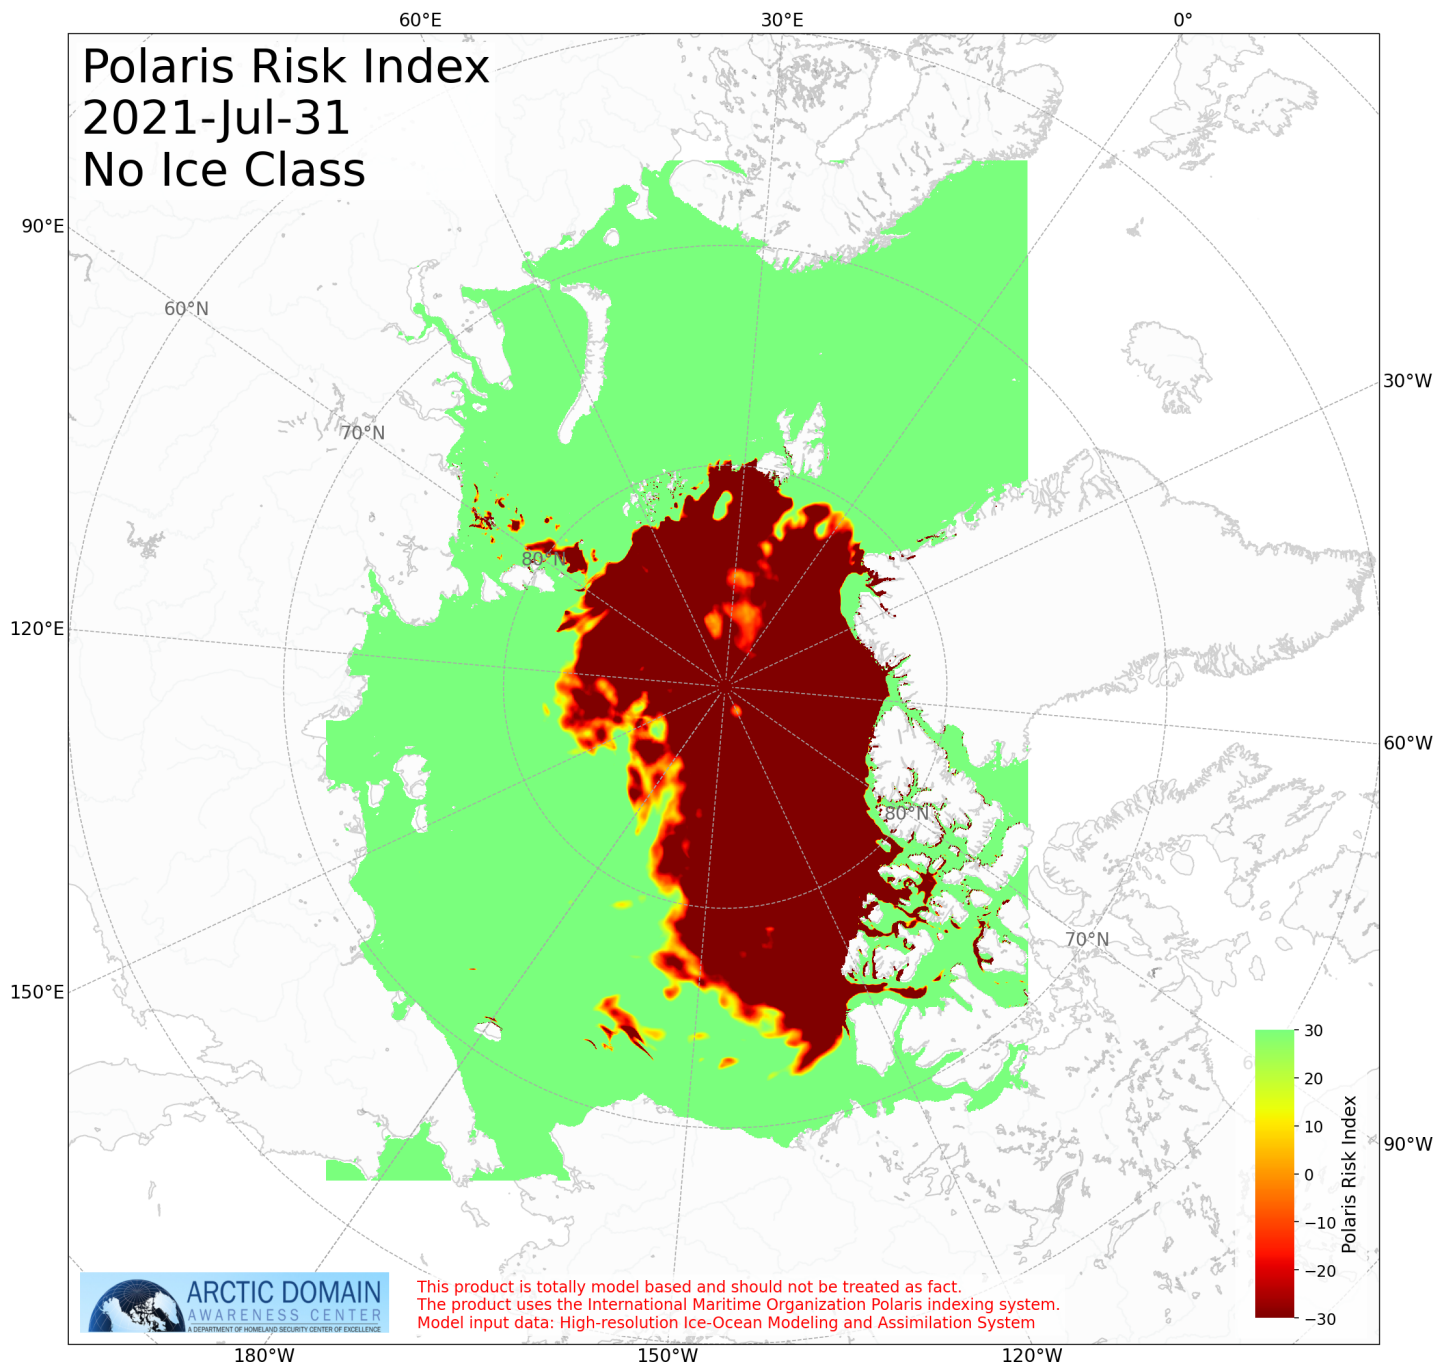 60°E
30°E
0°
Polaris Risk Index
2021-Jul-31
No Ice Class
90°E
60°N
30°W
70°N
80°N
120°E
60°W
80°N
70°N
150°E
30
20
10
0
−10
−20
−30
Polaris Risk Index
90°W
ARCTIC DOMAIN
AWARENESS CENTER
A DEPARTMENT OF HOMELAND SECURITY CENTER OF EXCELLENCE
This product is totally model based and should not be treated as fact.
The product uses the International Maritime Organization Polaris indexing system.
Model input data: High-resolution Ice-Ocean Modeling and Assimilation System
180°W
150°W
120°W